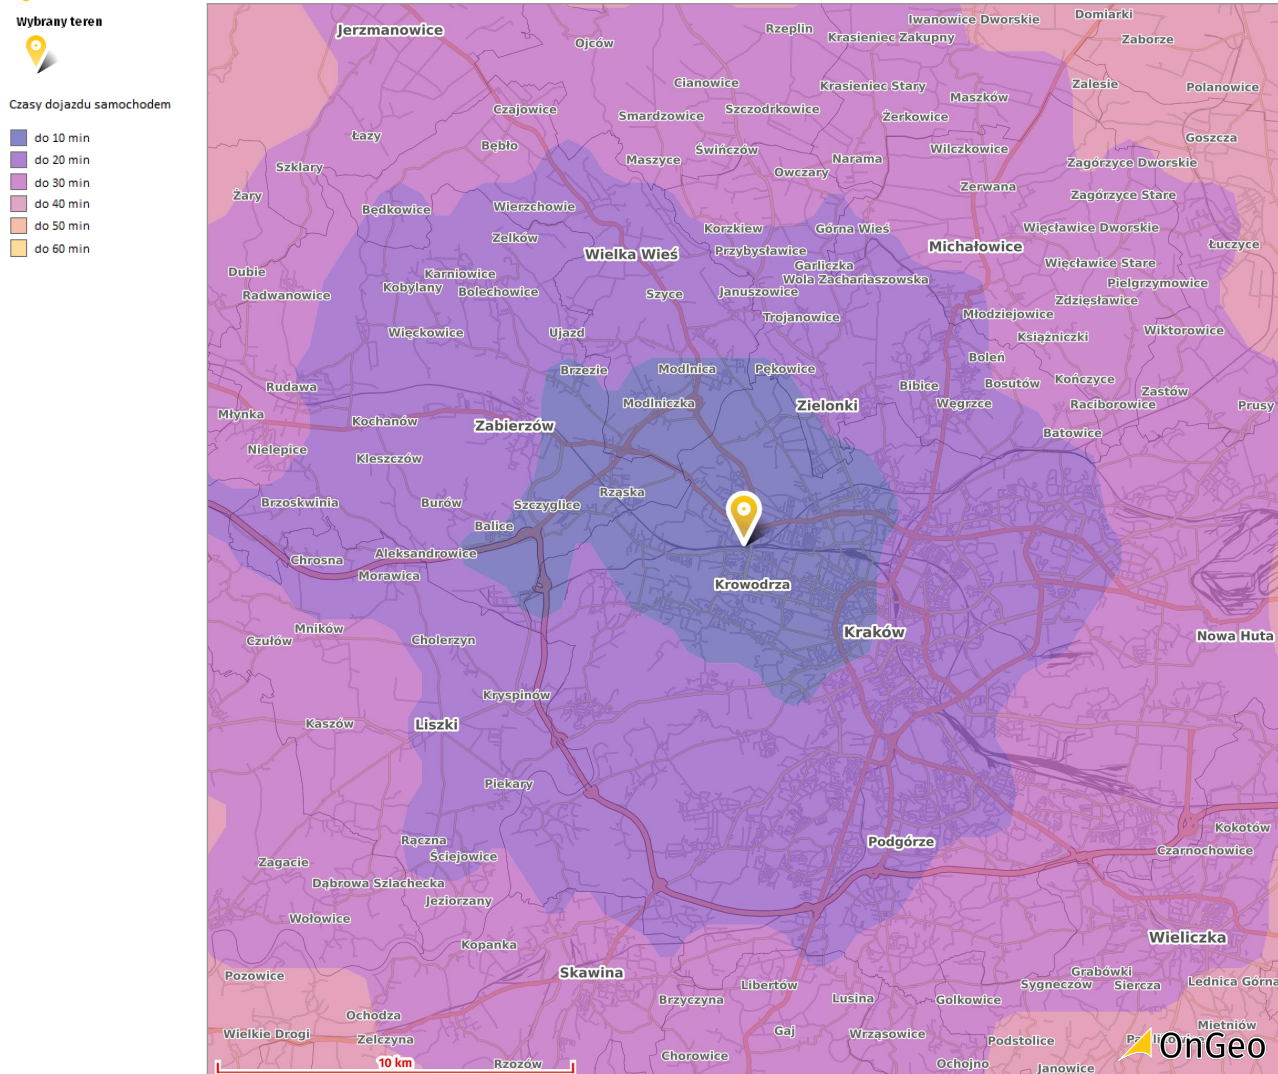 Wybrany teren
Czasy dojazdu samochodem
do 10 min
do 20 min
do 30 min
do 40 min
do 50 min
do 60 min
Jerzmanowice
Ojców
Rzeplin
Iwanowice Dworskie
Domiarki
Krasieniec Zakupny
Zaborze
Cianowice
Krasieniec Stary
Zalesie
Polanowice
Czajowice
Smardzowice
Szczodrkowice
Maszków
Żerkowice
Łazy
Bębło
Goszcza
Szklary
Maszyce
Świńczów
Narama
Wilczkowice
Zagórzyce Dworskie
Owczary
Żary
Zerwana
Zagórzyce Stare
Będkowice
Wierzchowie
Zelków
Korzkiew
Górna Wieś
Więcławice Dworskie
Wielka Wieś
Przybysławice
Michałowice
Łuczyce
Garliczka
Więcławice Stare
Dubie
Karniowice
Wola Zachariaszowska
Pielgrzymowice
Radwanowice
Kobylany
Bolechowice
Szyce
Januszowice
Zdzięsławice
Trojanowice
Młodziejowice
Więckowice
Ujazd
Książniczki
Wiktorowice
Boleń
Brzezie
Modlnica
Pękowice
Rudawa
Bibice
Bosutów
Kończyce
Zastów
Młynka
Modlniczka
Zielonki
Węgrzce
Raciborowice
Prusy
Kochanów
Zabierzów
Batowice
Nielepice
Kleszczów
Rząska
Brzoskwinia
Burów
Szczyglice
Balice
Chrosna
Aleksandrowice
Morawica
Krowodrza
Mników
Czułów
Cholerzyn
Kraków
Nowa Huta
Kryspinów
Kaszów
Liszki
Piekary
Rączna
Podgórze
Kokotów
Zagacie
Ściejowice
Czarnochowice
Dąbrowa Szlachecka
Jeziorzany
Wołowice
Kopanka
Wieliczka
Pozowice
Skawina
Grabówki
Libertów
Sygneczów
Siercza
Lednica Górna
Brzyczyna
Lusina
Golkowice
Ochodza
Wielkie Drogi
Zelczyna
Gaj
Wrząsowice
Podstolice
Mietniów
OnGeo
Chorowice
10 km
Rzozów
Ochojno
Janowice